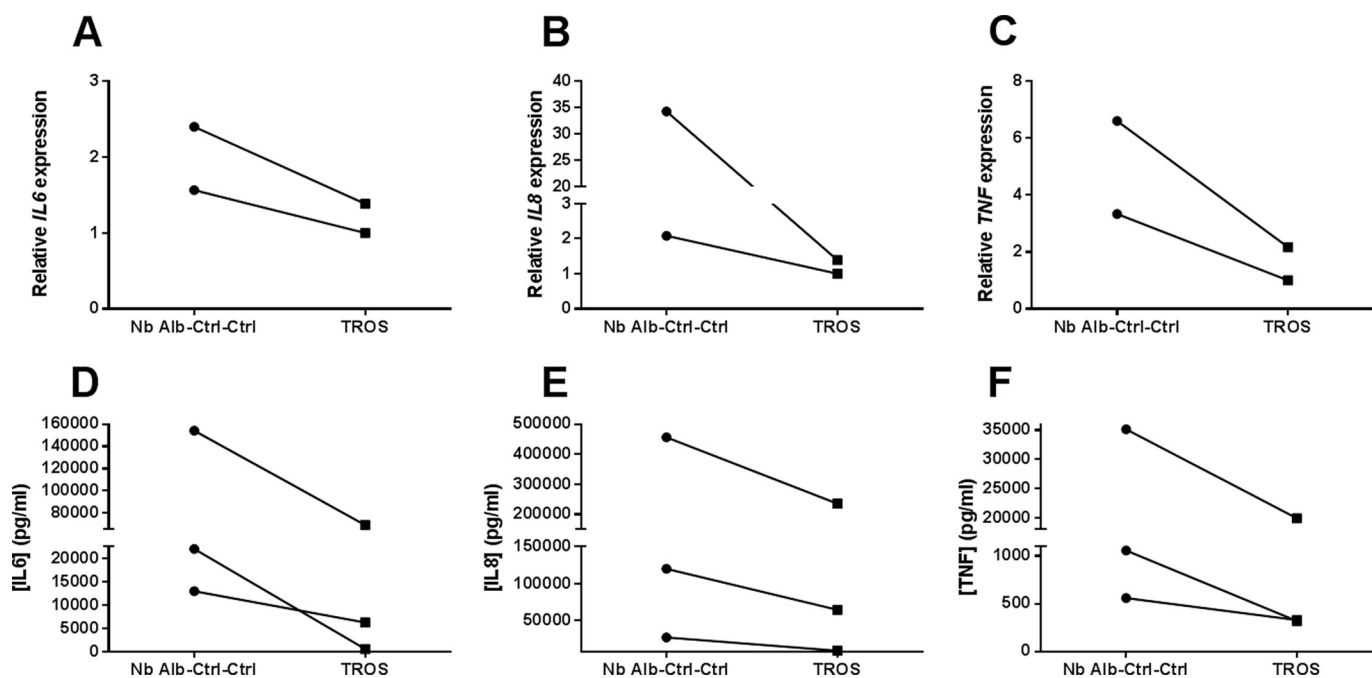 A
Relative IL6 expression
3
2
1
0
Nb Alb-Ctrl-Ctrl TROS
B
Relative IL8 expression
40
35
30
25
20
3
2
1
0
Nb Alb-Ctrl-Ctrl TROS
C
Relative TNF expression
8
6
4
2
0
Nb Alb-Ctrl-Ctrl TROS
D
[IL6] (pg/ml)
160000
140000
120000
100000
80000
20000
15000
10000
5000
0
Nb Alb-Ctrl-Ctrl TROS
E
[IL8] (pg/ml)
500000
400000
300000
200000
150000
100000
50000
Nb Alb-Ctrl-Ctrl TROS
F
[TNF] (pg/ml)
35000
30000
25000
20000
1000
500
0
Nb Alb-Ctrl-Ctrl TROS